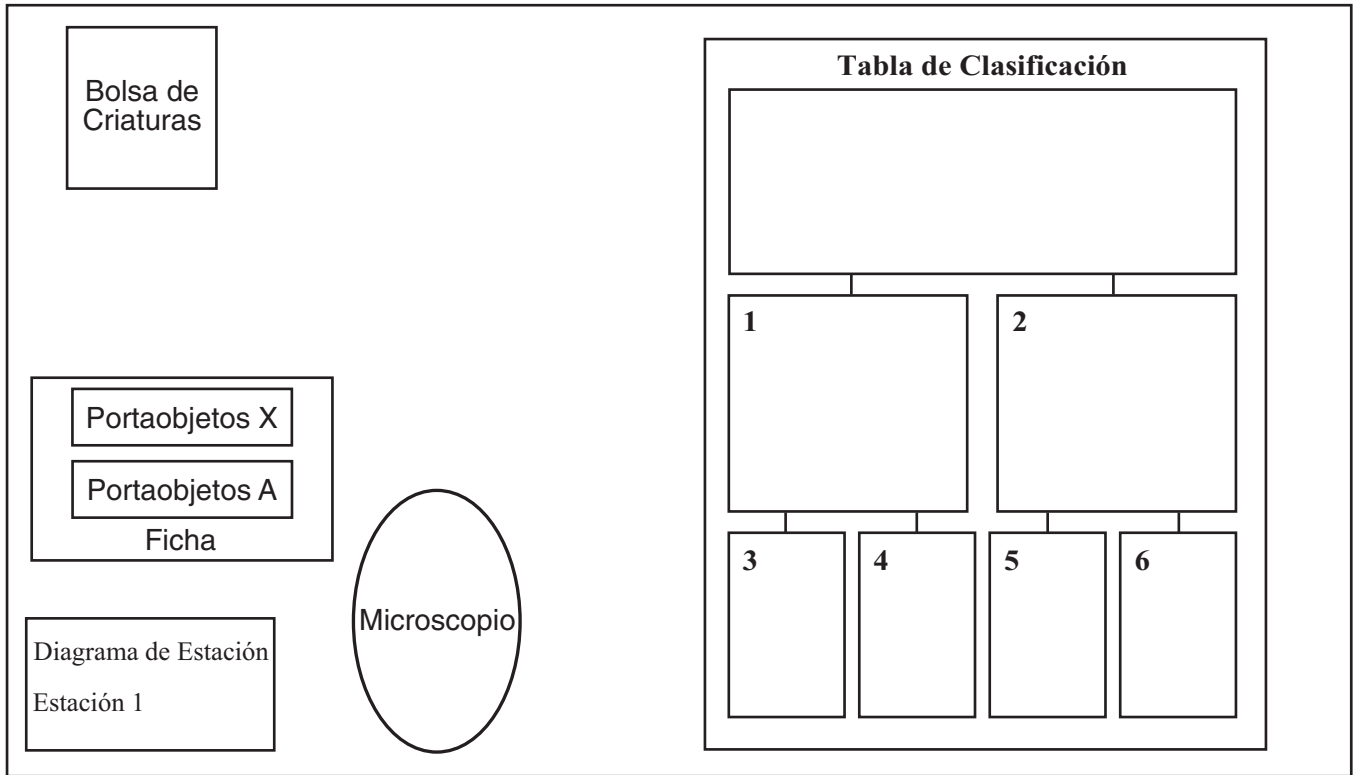 Bolsa de
Criaturas
Portaobjetos X
Portaobjetos A
Ficha
Diagrama de Estación
Estación 1
Microscopio
Tabla de Clasificación
1
2
3
4
5
6